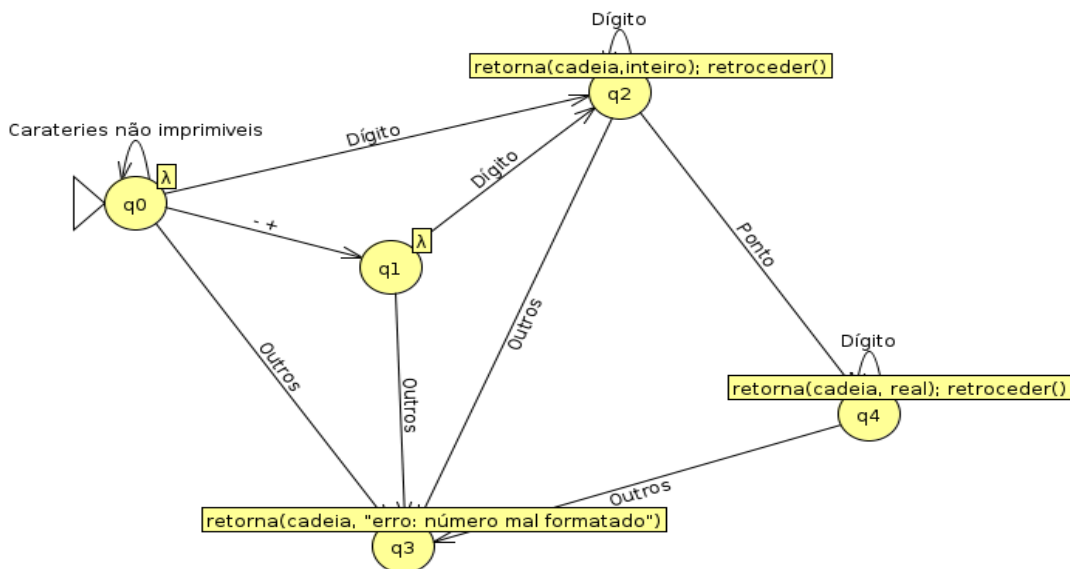 Dígito
retorna(cadeia,inteiro); retroceder()
q2
Carateries não imprimiveis
Dígito
λ
Dígito
q0
- +
λ
q1
Ponto
Outros
Outros
Outros
Dígito
retorna(cadeia, real); retroceder()
q4
Outros
retorna(cadeia, "erro: número mal formatado")
q3